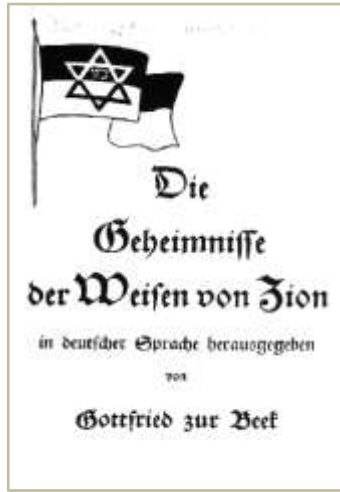 Die
Geheimnisse
der Weisen von Zion
in deutscher Sprache herausgegeben
von
Gottfried zur Beek